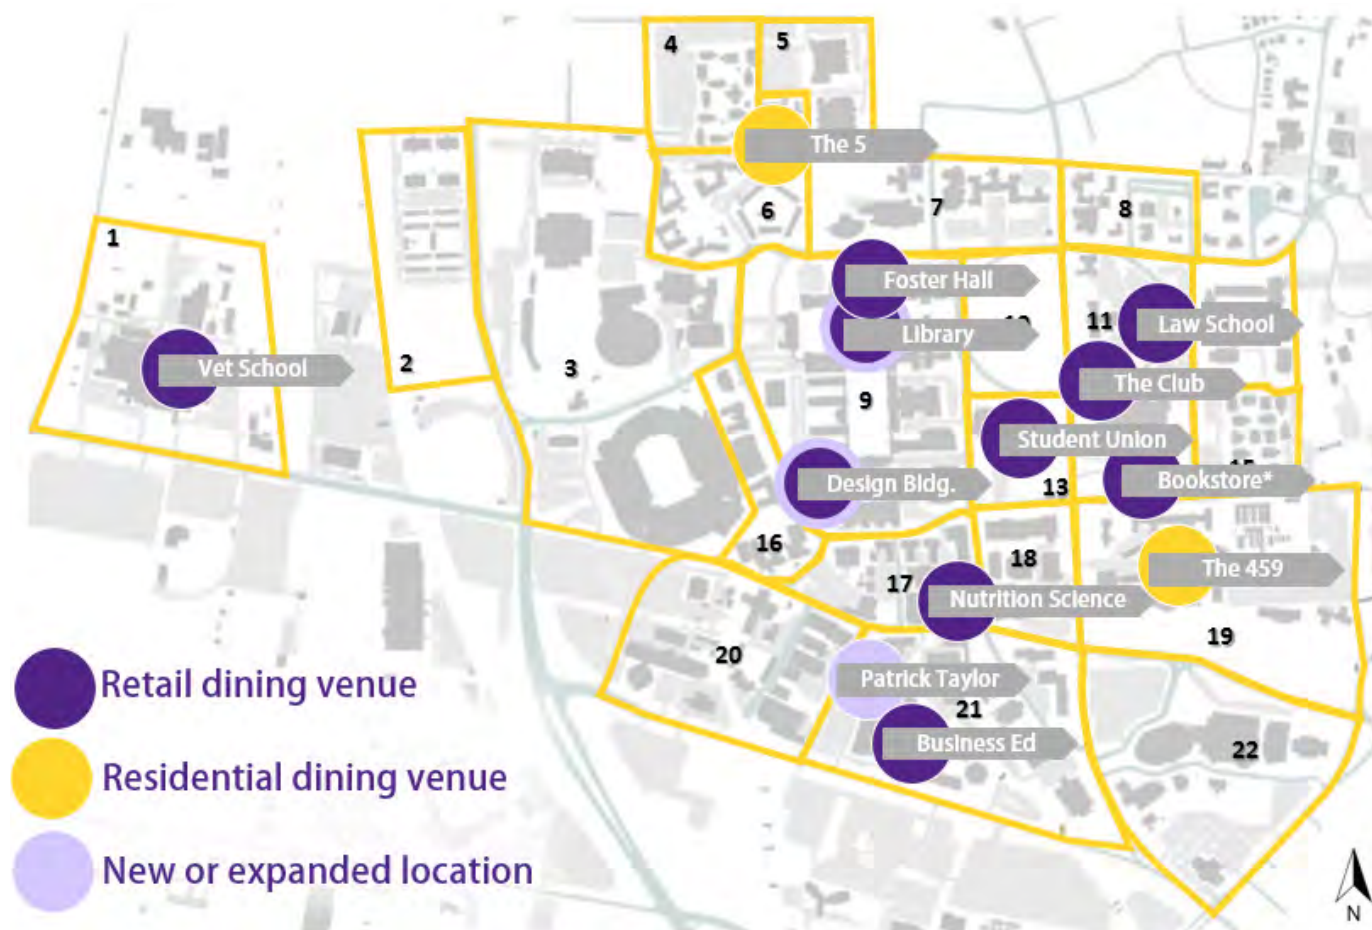 4
5
The 5
6
7
8
1
Foster Hall
Library
11
Law School
2
3
Vet School
The Club
9
Student Union
Design Bldg.
13
Bookstore*
16
17
18
The 459
Nutrition Science
19
20
Patrick Taylor
21
Business Ed
22
Retail dining venue
Residential dining venue
New or expanded location
N